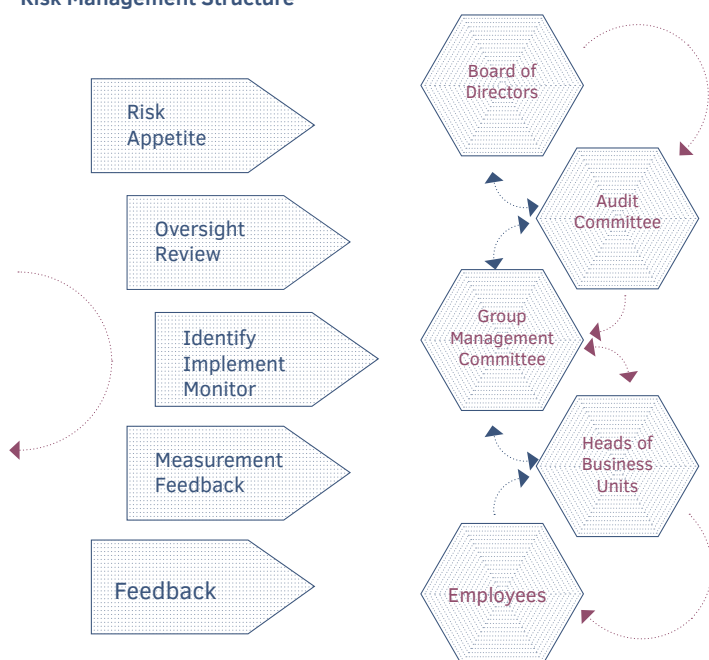 Risk Management Structure
Risk
Appetite
Oversight
Review
Identify
Implement
Monitor
Measurement
Feedback
Feedback
Board of
Directors
Audit
Committee
Group
Management
Committee
Heads of
Business
Units
Employees